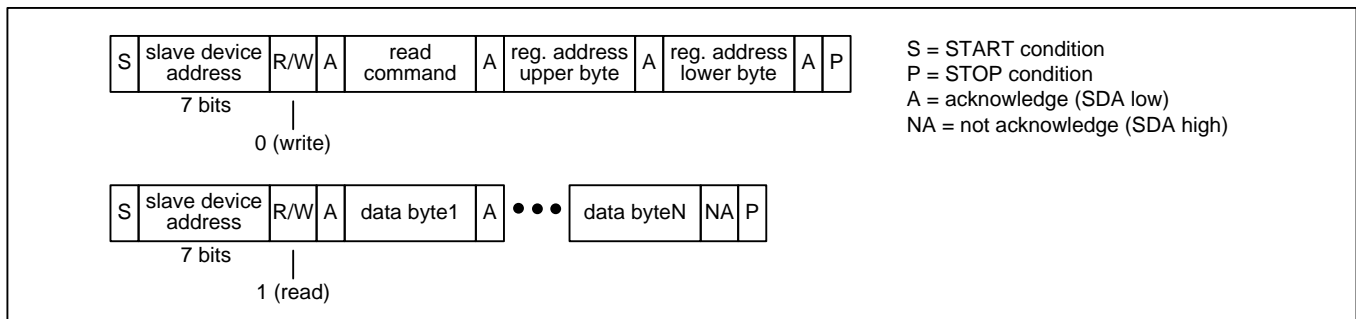 S slave device address R/W A read command A reg. address upper byte A reg. address lower byte A P
7 bits
0 (write)
S slave device address R/W A data byte1 A ••• data byteN NA P
7 bits
1 (read)
S = START condition
P = STOP condition
A = acknowledge (SDA low)
NA = not acknowledge (SDA high)